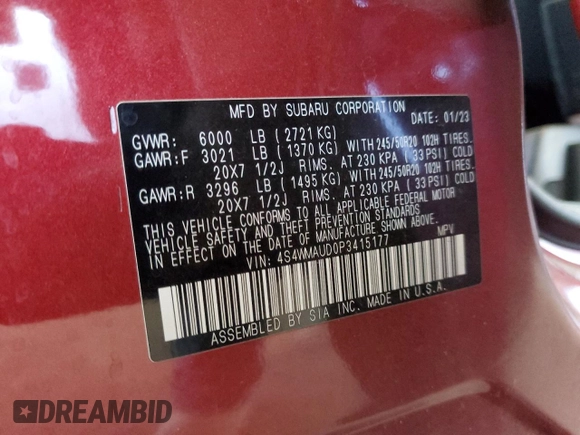 MFD BY SUBARU CORPORATION DATE: 01/23
GVWR: 6000 LB (2721 KG)
GAWR:F 3021 LB (1370 KG) WITH 245/50R20 102H TIRES.
20X7 1/2J RIMS. AT 230 KPA ( 33 PSI) COLD
GAWR:R 3296 LB (1495 KG) WITH 245/50R20 102H TIRES.
20X7 1/2J RIMS. AT 230 KPA ( 33 PSI) COLD
THIS VEHICLE CONFORMS TO ALL APPLICABLE FEDERAL MOTOR
VEHICLE SAFETY AND THEFT PREVENTION STANDARDS
IN EFFECT ON THE DATE OF MANUFACTURE SHOWN ABOVE.
VIN: 4S4WMAUD0P3415177 MPV
ASSEMBLED BY SIA INC. MADE IN U.S.A.
DREAMBID